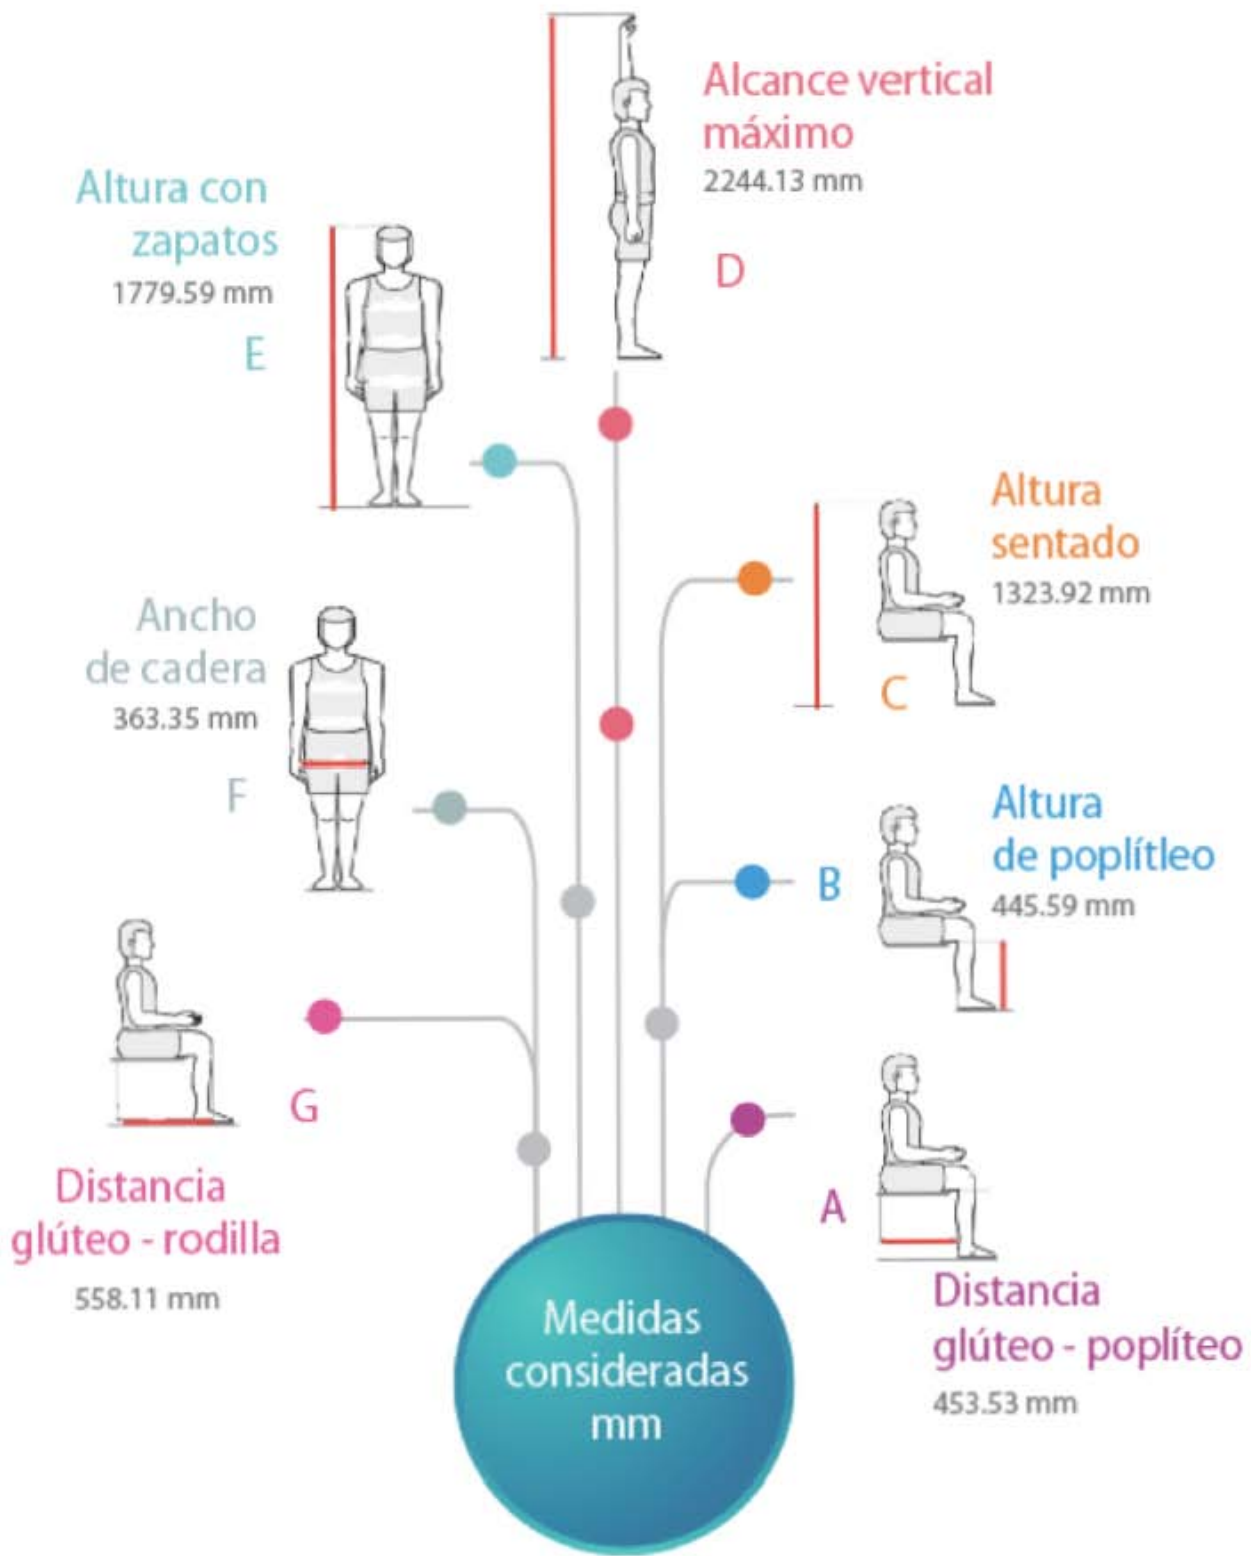 Alcance vertical
máximo
2244.13 mm
D
Altura con
zapatos
1779.59 mm
E
Altura
sentado
1323.92 mm
C
Ancho
de cadera
363.35 mm
F
Altura
de poplítleo
445.59 mm
B
G
Distancia
glúteo - rodilla
558.11 mm
A
Distancia
glúteo - poplíteo
453.53 mm
Medidas
consideradas
mm